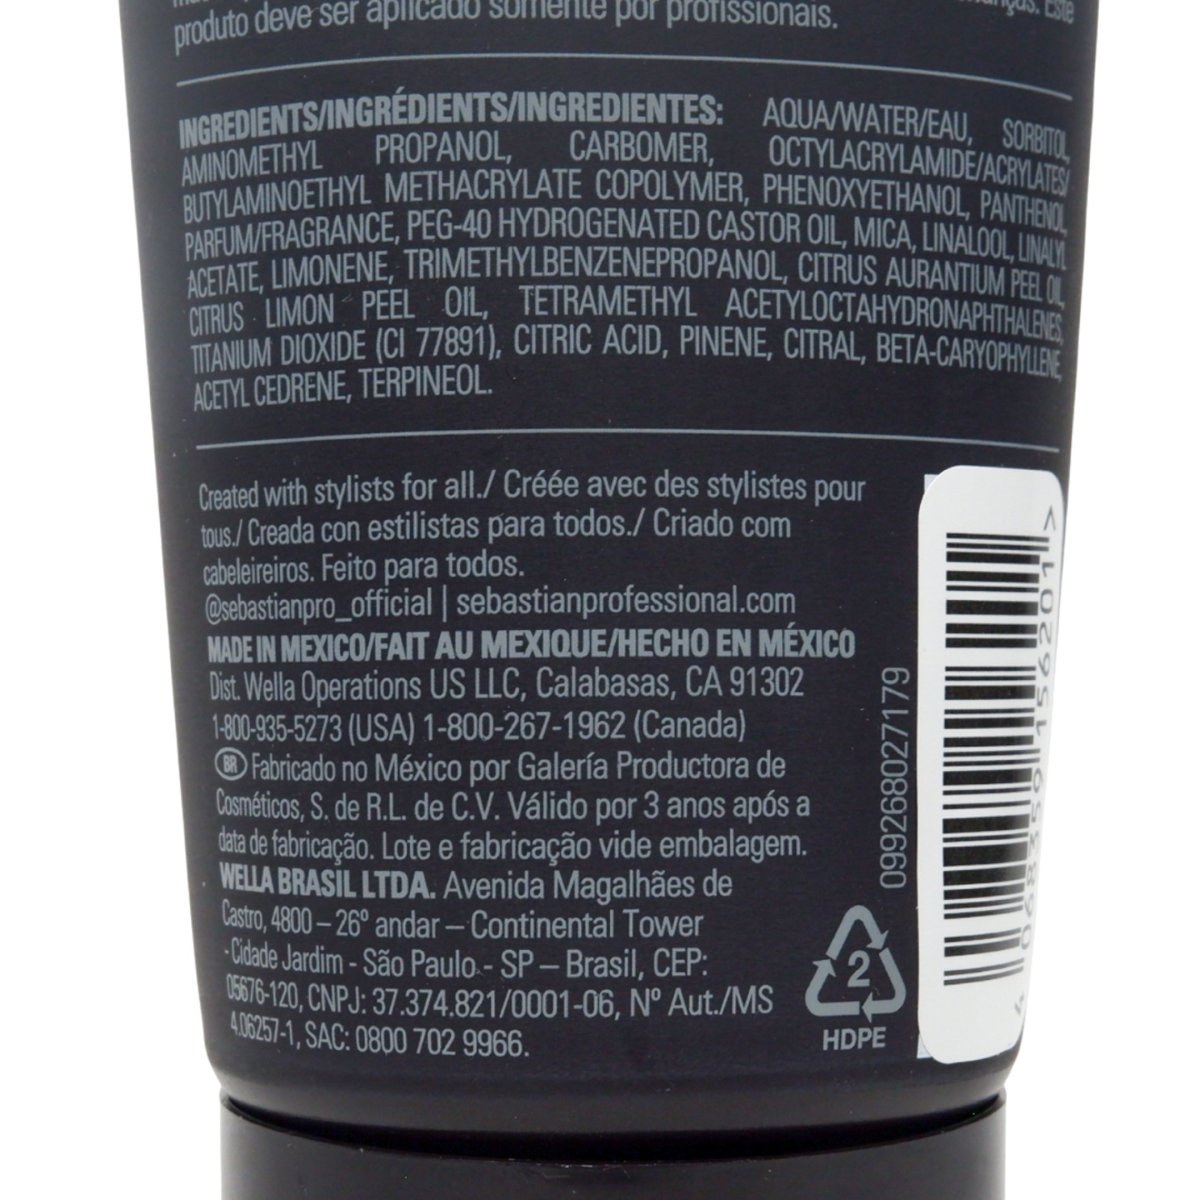 produto deve ser aplicado somente por profissionais.
INGREDIENTS/INGRÉDIENTS/INGREDIENTES: AQUA/WATER/EAU, SORBITOL,
AMINOMETHYL PROPANOL, CARBOMER, OCTYLACRYLAMIDE/ACRYLATES/
BUTYLAMINOETHYL METHACRYLATE COPOLYMER, PHENOXYETHANOL, PANTHENOL,
PARFUM/FRAGRANCE, PEG-40 HYDROGENATED CASTOR OIL, MICA, LINALOOL, LINALYL
ACETATE, LIMONENE, TRIMETHYLBENZENEPROPANOL, CITRUS AURANTIUM PEEL OIL,
CITRUS LIMON PEEL OIL, TETRAMETHYL ACETYLOCTAHYDRONAPHTHALENES,
TITANIUM DIOXIDE (CI 77891), CITRIC ACID, PINENE, CITRAL, BETA-CARYOPHYLLENE,
ACETYL CEDRENE, TERPINEOL.
Created with stylists for all./ Créée avec des stylistes pour
tous./ Creada con estilistas para todos./ Criado com
cabeleireiros. Feito para todos.
@sebastianpro_official | sebastianprofessional.com
MADE IN MEXICO/FAIT AU MEXIQUE/HECHO EN MÉXICO
Dist. Wella Operations US LLC, Calabasas, CA 91302
1-800-935-5273 (USA) 1-800-267-1962 (Canada)
BR Fabricado no México por Galería Productora de
Cosméticos, S. de R.L. de C.V. Válido por 3 anos após a
data de fabricação. Lote e fabricação vide embalagem.
WELLA BRASIL LTDA. Avenida Magalhães de
Castro, 4800 – 26º andar – Continental Tower
- Cidade Jardim - São Paulo - SP – Brasil, CEP:
05676-120, CNPJ: 37.374.821/0001-06, Nº Aut./MS
4.06257-1, SAC: 0800 702 9966.
099268027179
2
HDPE